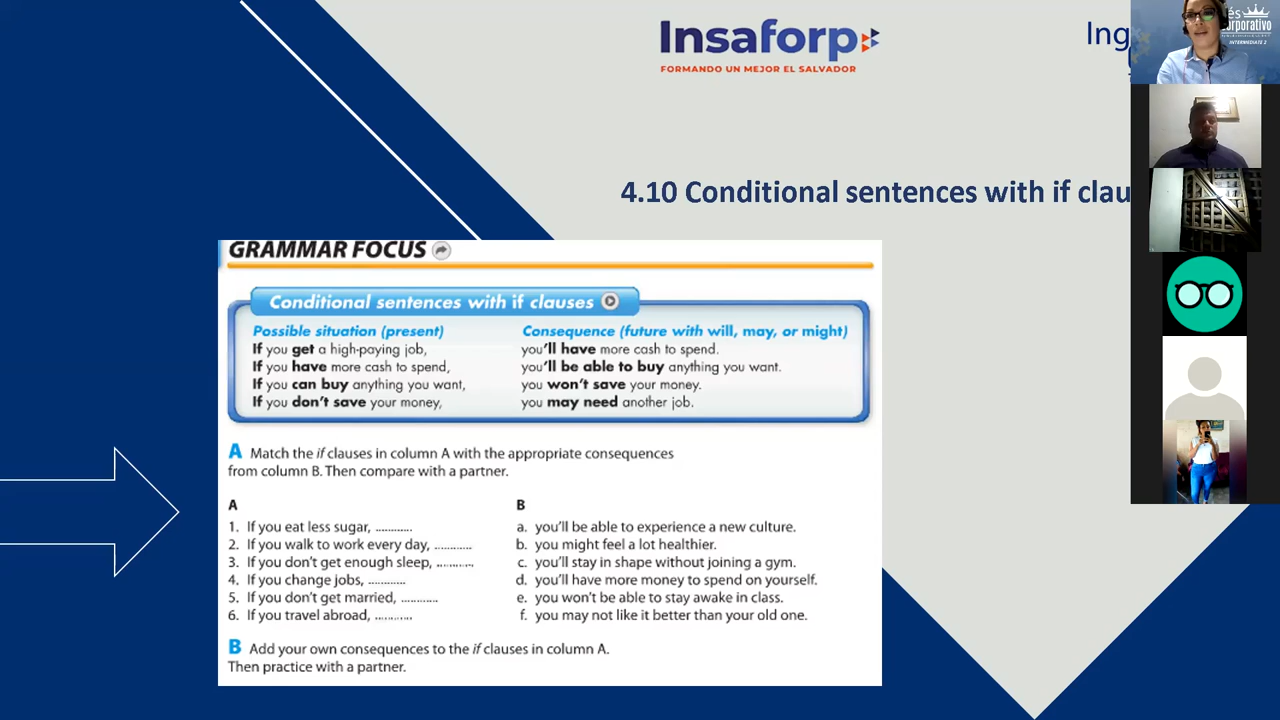 Insaforp
FORMANDO UN MEJOR EL SALVADOR
Ing
és
corporativo
INTERMEDIATE 2
4.10 Conditional sentences with if clau
GRAMMAR FOCUS
Conditional sentences with if clauses
Possible situation (present) Consequence (future with will, may, or might)
If you get a high-paying job, you'll have more cash to spend.
If you have more cash to spend, you'll be able to buy anything you want.
If you can buy anything you want, you won't save your money.
If you don't save your money, you may need another job.
A Match the if clauses in column A with the appropriate consequences
from column B. Then compare with a partner.
A B
1. If you eat less sugar, ............ a. you'll be able to experience a new culture.
2. If you walk to work every day, ............ b. you might feel a lot healthier.
3. If you don't get enough sleep, ............ c. you'll stay in shape without joining a gym.
4. If you change jobs, ............ d. you'll have more money to spend on yourself.
5. If you don't get married, ............ e. you won't be able to stay awake in class.
6. If you travel abroad, ............ f. you may not like it better than your old one.
B Add your own consequences to the if clauses in column A.
Then practice with a partner.